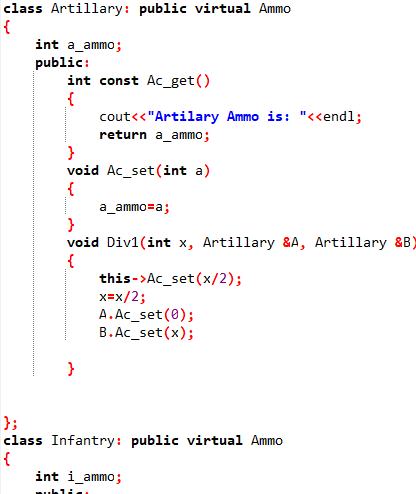 class Artillary: public virtual Ammo
{
int a_ammo;
public:
int const Ac_get()
{
cout<<"Artilary Ammo is: "<<endl;
return a_ammo;
}
void Ac_set(int a)
{
a_ammo=a;
}
void Div1(int x, Artillary &A, Artillary &B)
{
this->Ac_set(x/2);
x=x/2;
A.Ac_set(0);
B.Ac_set(x);
}
};
class Infantry: public virtual Ammo
{
int i_ammo;
public: